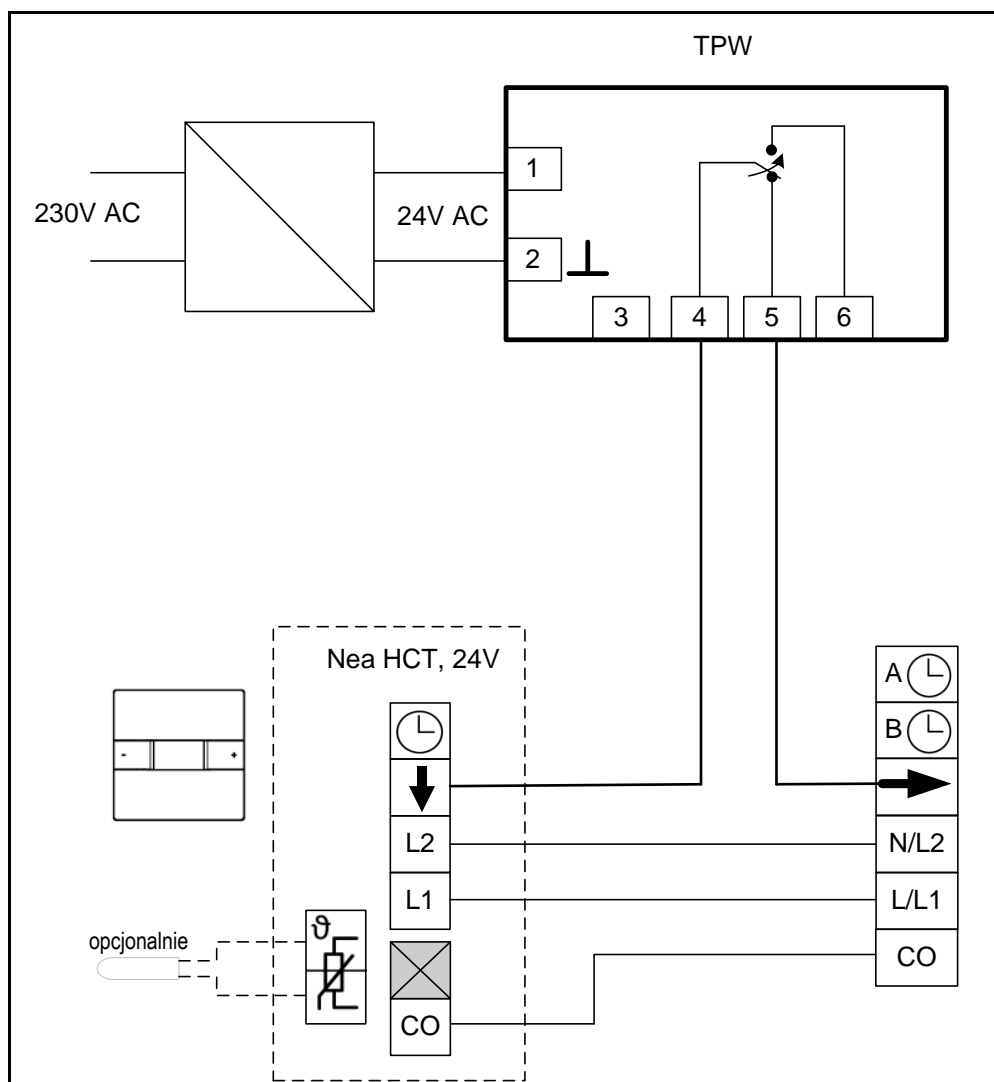 TPW
230V AC
24V AC
1
2
3
4
5
6
Nea HCT, 24V
- +
L2
L1
ϑ
CO
opcjonalnie
A
B
N/L2
L/L1
CO